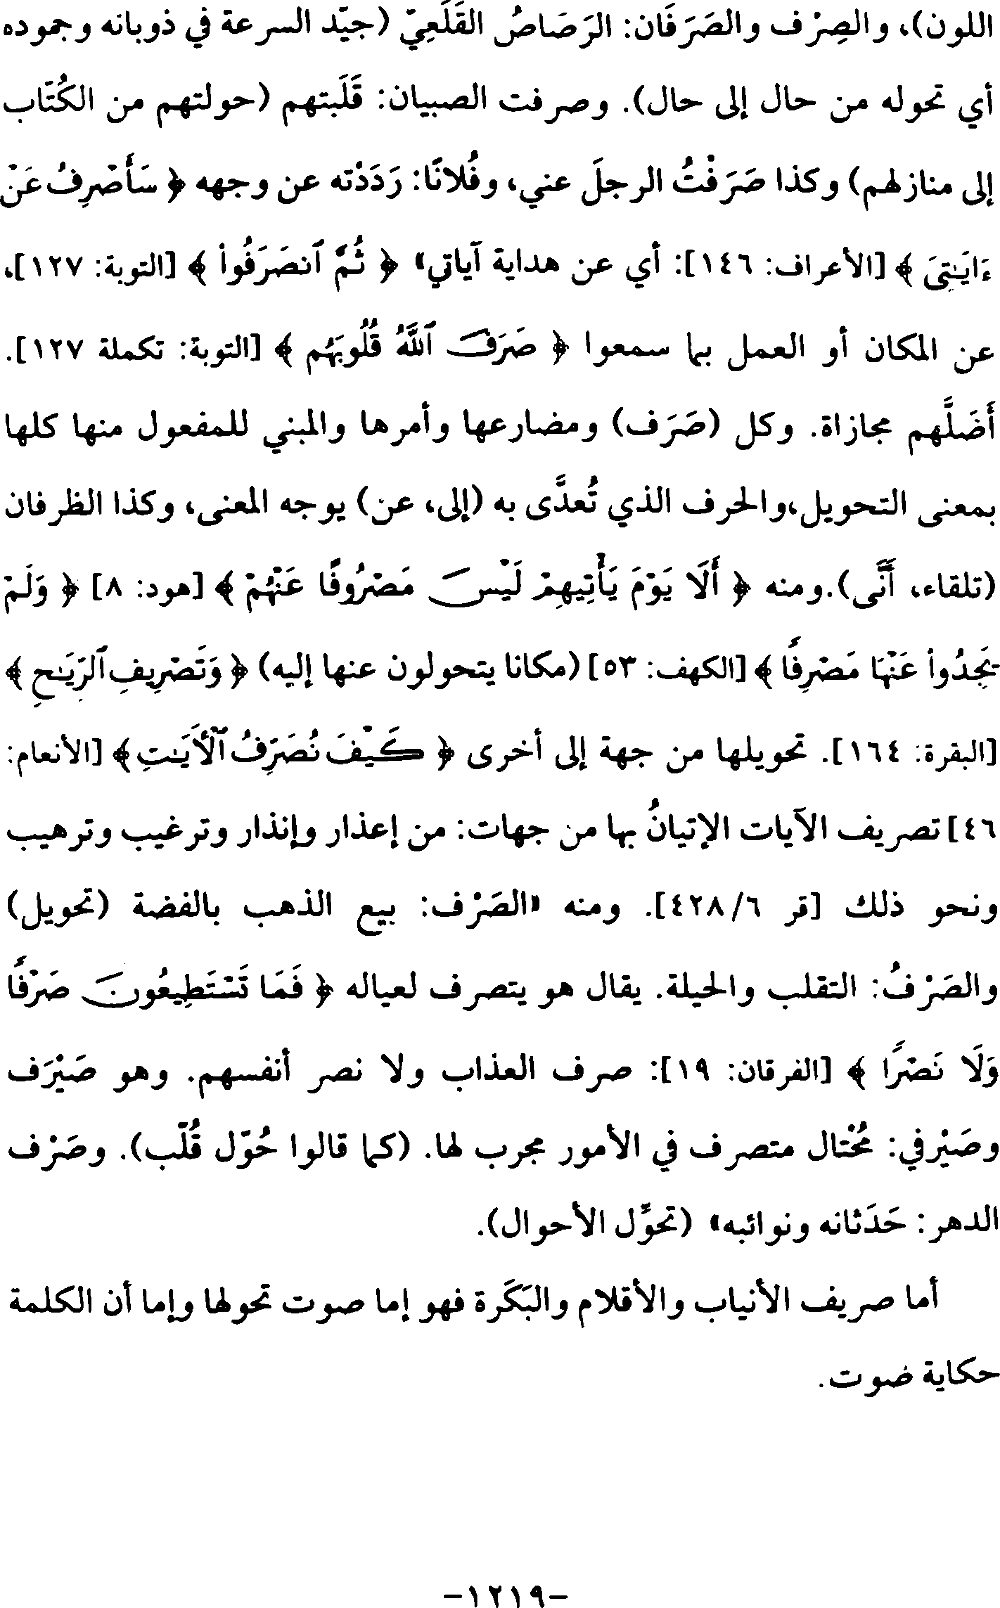 اللون)، والصِرْف والصَرَفَان: الرَصَاصُ القَلَعِيّ (جيّد السرعة في ذوبانه وجموده
أي تحوله من حال إلى حال). وصرفت الصبيان: قَلَبتهم (حولتهم من الكُتّاب
إلى منازلهم) وكذا صَرَفْتُ الرجلَ عني، وفُلانًا: رَدَدْته عن وجهه ﴿ سَأَصْرِفُ عَنْ
ءَايَـٰتِىَ ﴾ [الأعراف: ١٤٦]: أي عن هداية آياتي» ﴿ ثُمَّ ٱنصَرَفُوا۟ ﴾ [التوبة: ١٢٧]،
عن المكان أو العمل بما سمعوا ﴿ صَرَفَ ٱللَّهُ قُلُوبَهُم ﴾ [التوبة: تكملة ١٢٧].
أَضَلَّهم مجازاة. وكل (صَرَف) ومضارعها وأمرها والمبني للمفعول منها كلها
بمعنى التحويل،والحرف الذي تُعدَّى به (إلى، عن) يوجه المعنى، وكذا الظرفان
(تلقاء، أَنَّى).ومنه ﴿ أَلَا يَوْمَ يَأْتِيهِمْ لَيْسَ مَصْرُوفًا عَنْهُمْ ﴾ [هود: ٨] ﴿ وَلَمْ
يَجِدُوا۟ عَنْهَا مَصْرِفًا ﴾ [الكهف: ٥٣] (مكانا يتحولون عنها إليه) ﴿ وَتَصْرِيفِ ٱلرِّيَـٰحِ ﴾
[البقرة: ١٦٤]. تحويلها من جهة إلى أخرى ﴿ كَيْفَ نُصَرِّفُ ٱلْأَيَـٰتِ ﴾ [الأنعام:
٤٦] تصريف الآيات الإتيانُ بها من جهات: من إعذار وإنذار وترغيب وترهيب
ونحو ذلك [قر ٤٢٨/٦]. ومنه «الصَرْف: بيع الذهب بالفضة (تحويل)
والصَرْفُ: التقلب والحيلة. يقال هو يتصرف لعياله ﴿ فَمَا تَسْتَطِيعُونَ صَرْفًا
وَلَا نَصْرًا ﴾ [الفرقان: ١٩]: صرف العذاب ولا نصر أنفسهم. وهو صَيْرَف
وصَيْرفي: مُحْتال متصرف في الأمور مجرب لها. (كما قالوا حُوّل قُلّب). وصَرْف
الدهر: حَدَثانه ونوائبه» (تحوُّل الأحوال).
أما صريف الأنياب والأقلام والبَكَرة فهو إما صوت تحولها وإما أن الكلمة
حكاية صوت.
-١٢١٩-